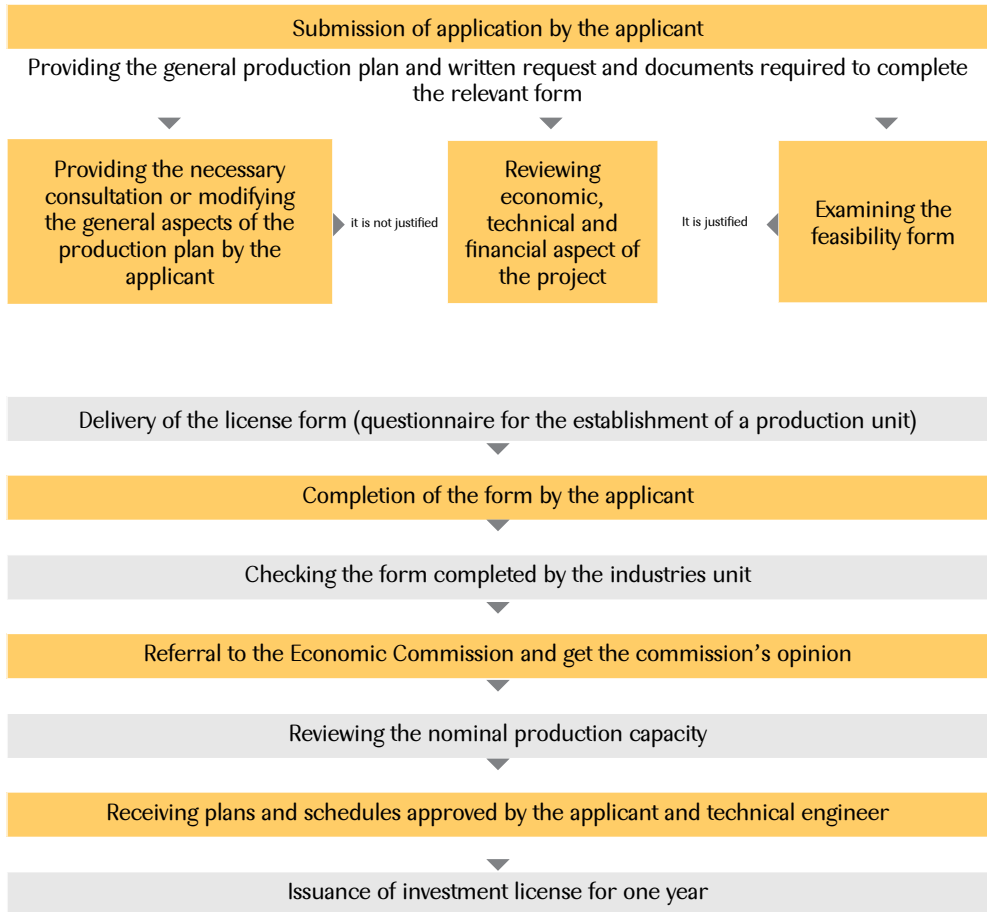 Submission of application by the applicant
Providing the general production plan and written request and documents required to complete
the relevant form
Providing the necessary
consultation or modifying
the general aspects of the
production plan by the
applicant
it is not justified
Reviewing
economic,
technical and
financial aspect of
the project
It is justified
Examining the
feasibility form
Delivery of the license form (questionnaire for the establishment of a production unit)
Completion of the form by the applicant
Checking the form completed by the industries unit
Referral to the Economic Commission and get the commission's opinion
Reviewing the nominal production capacity
Receiving plans and schedules approved by the applicant and technical engineer
Issuance of investment license for one year